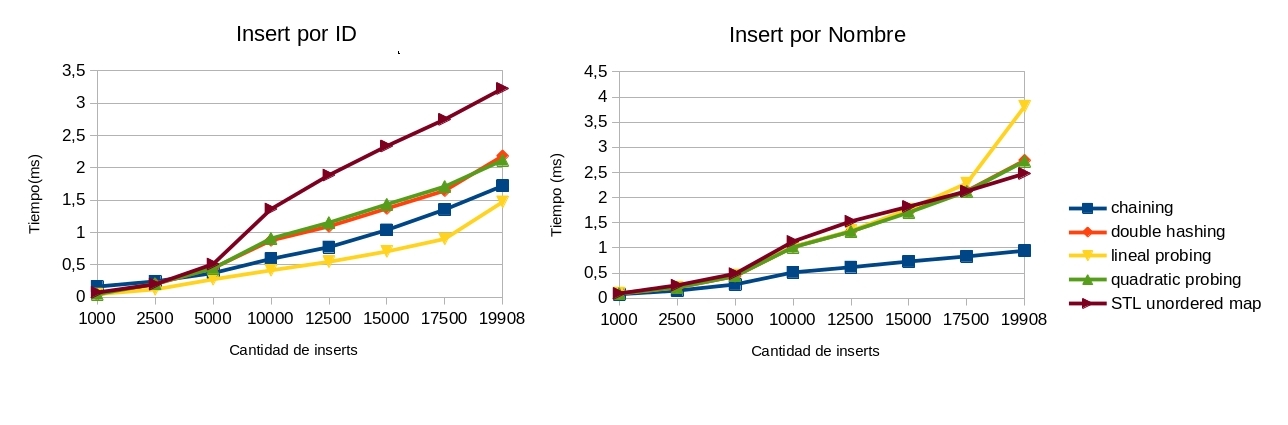 Insert por ID
3,5
3
2,5
2
1,5
1
0,5
0
Tiempo(ms)
1000 2500 5000 10000 12500 15000 17500 19908
Cantidad de inserts
Insert por Nombre
4,5
4
3,5
3
2,5
2
1,5
1
0,5
0
Tiempo (ms)
1000 2500 5000 10000 12500 15000 17500 19908
Cantidad de inserts
chaining
double hashing
lineal probing
quadratic probing
STL unordered map